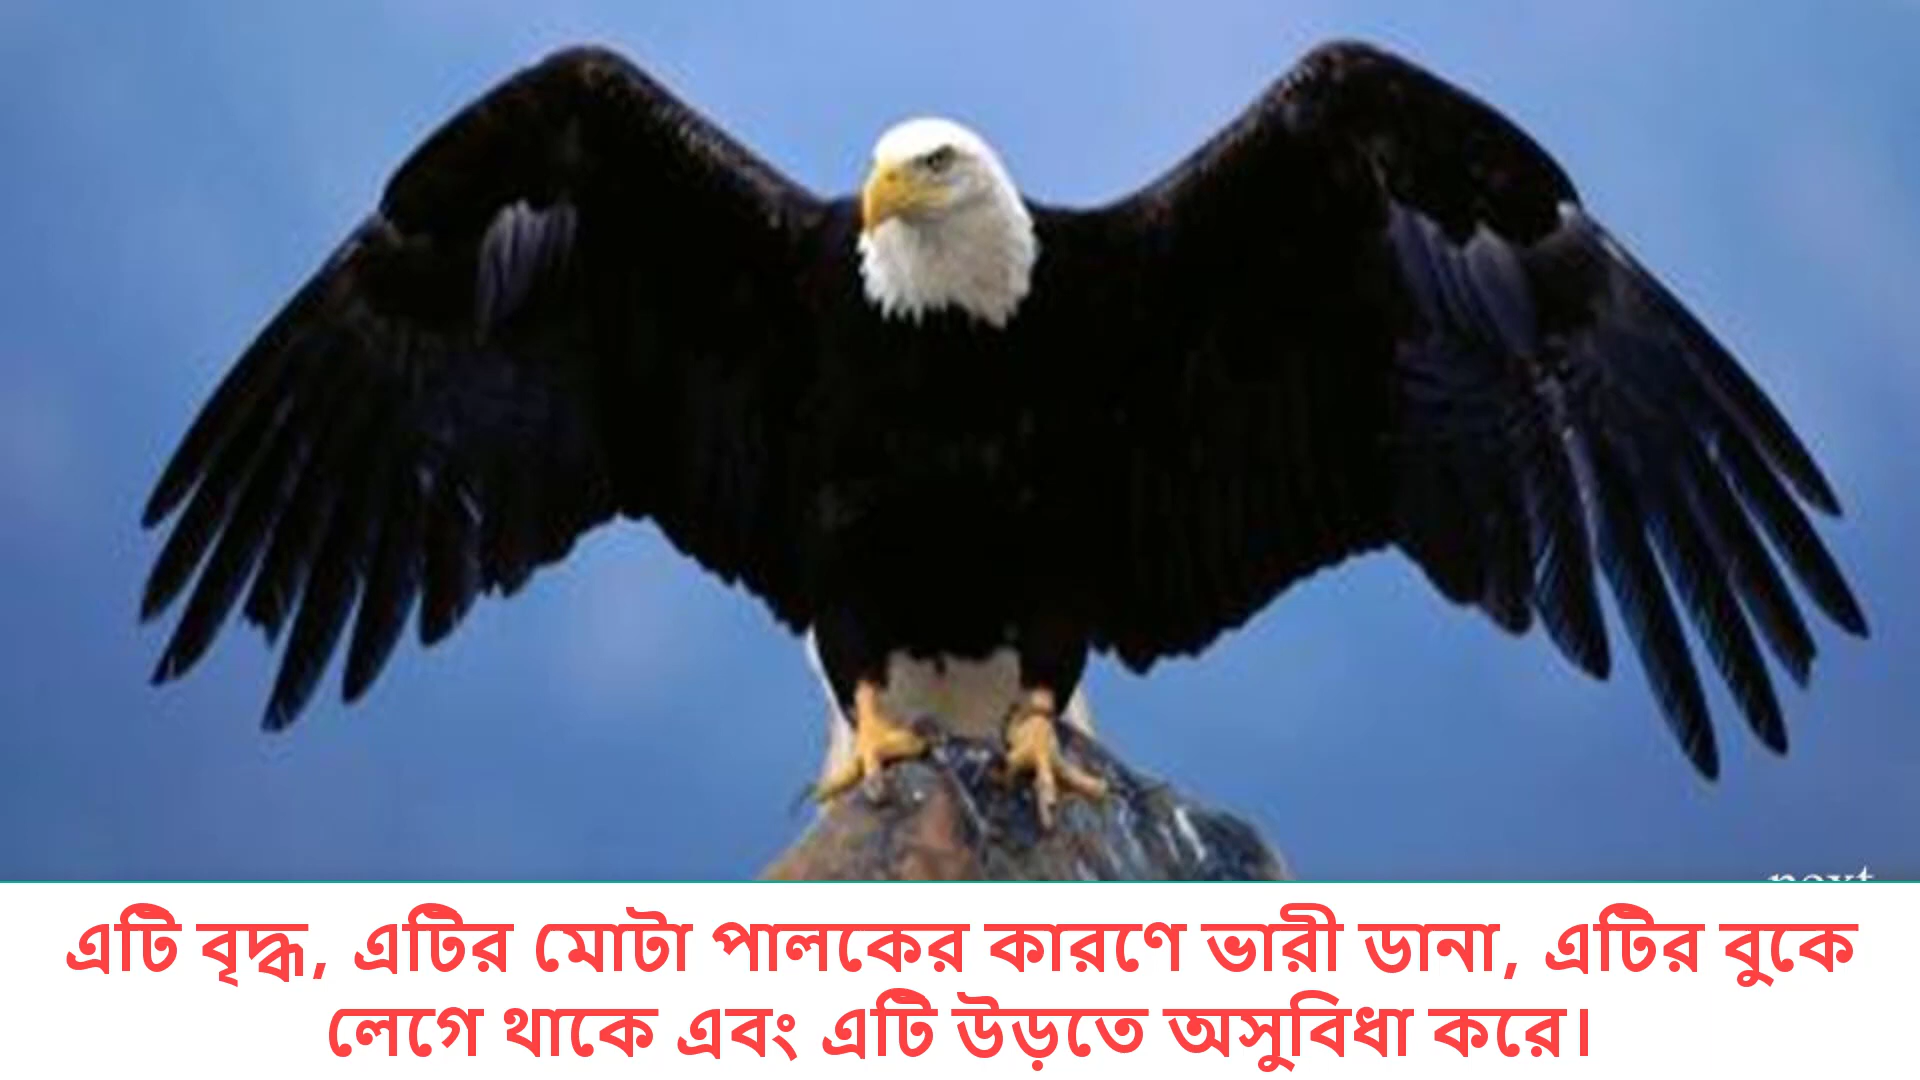 এটি বৃদ্ধ, এটির মোটা পালকের কারণে ভারী ডানা, এটির বুকে
লেগে থাকে এবং এটি উড়তে অসুবিধা করে।